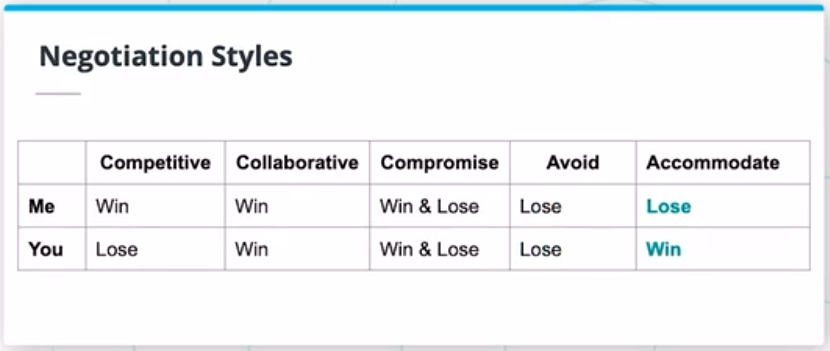 Negotiation Styles
Competitive Collaborative Compromise Avoid Accommodate
Me Win Win Win & Lose Lose Lose
You Lose Win Win & Lose Lose Win